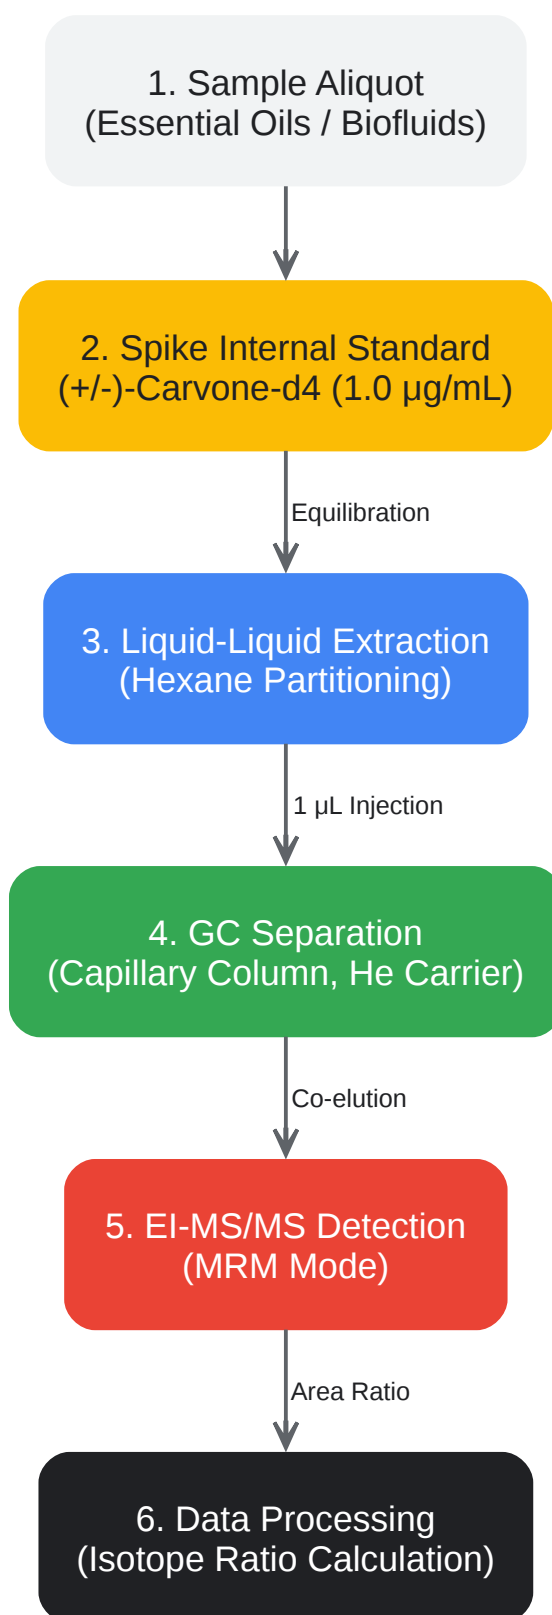 1. Sample Aliquot
(Essential Oils / Biofluids)
2. Spike Internal Standard
(+/-)-Carvone-d4 (1.0 μg/mL)
Equilibration
3. Liquid-Liquid Extraction
(Hexane Partitioning)
1 μL Injection
4. GC Separation
(Capillary Column, He Carrier)
Co-elution
5. EI-MS/MS Detection
(MRM Mode)
Area Ratio
6. Data Processing
(Isotope Ratio Calculation)